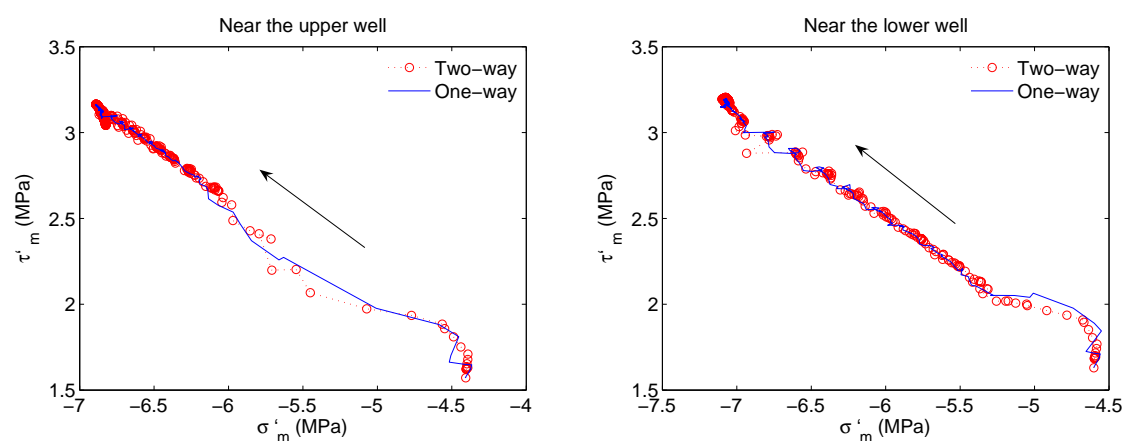 Near the upper well
3.5
3
2.5
2
1.5
τ‘m (MPa)
Two−way
One−way
−7 −6.5 −6 −5.5 −5 −4.5 −4
σ ‘m (MPa)
Near the lower well
3.5
3
2.5
2
1.5
τ‘m (MPa)
Two−way
One−way
−7.5 −7 −6.5 −6 −5.5 −5 −4.5
σ ‘m (MPa)